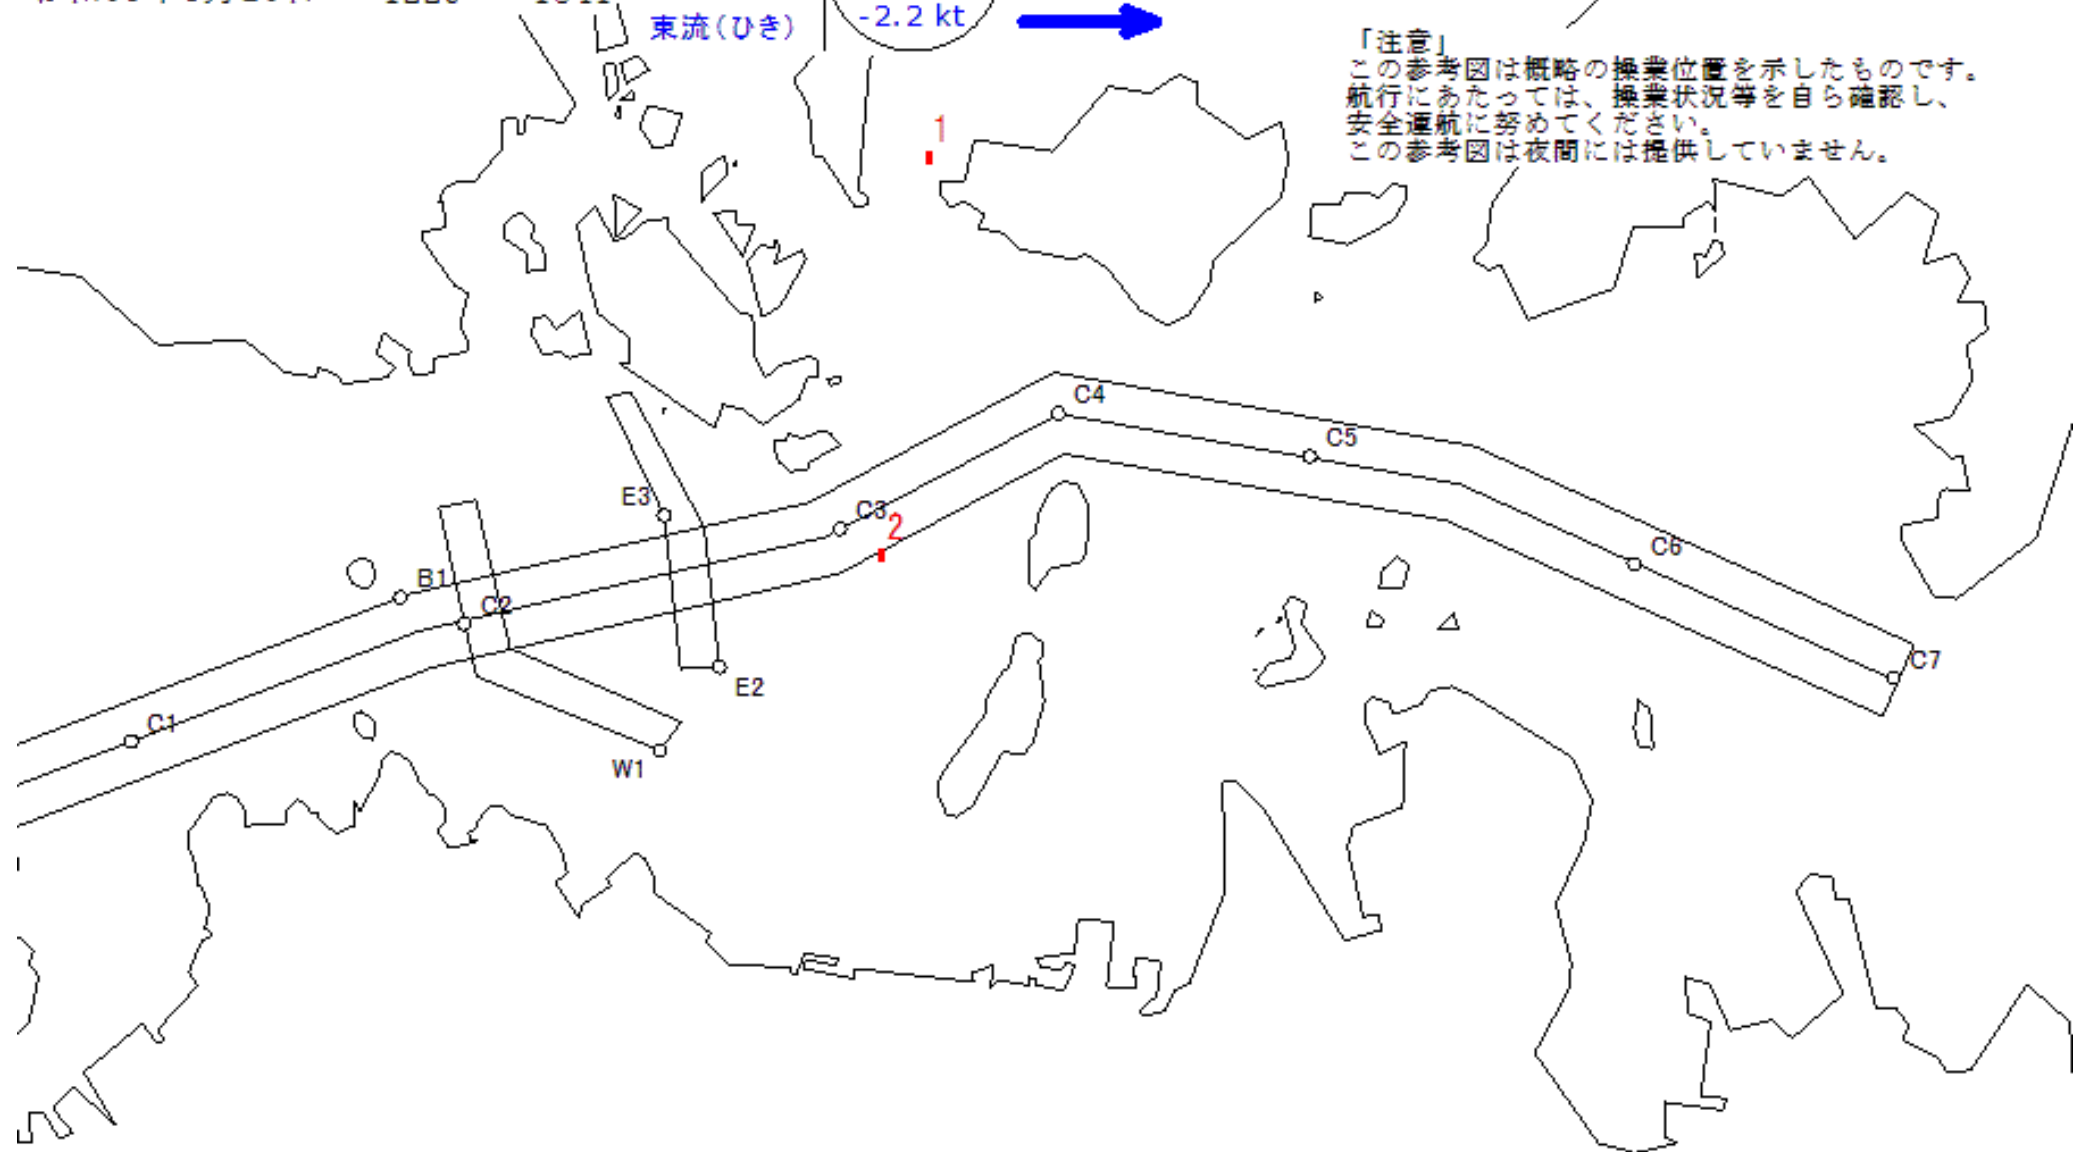 -2.2 kt
東流(ひき)
「注意」
この参考図は概略の操業位置を示したものです。
航行にあたっては、操業状況等を自ら確認し、
安全運航に努めてください。
この参考図は夜間には提供していません。
1
C4
C5
E3
C3
2
C6
B1
C2
C7
E2
C1
W1